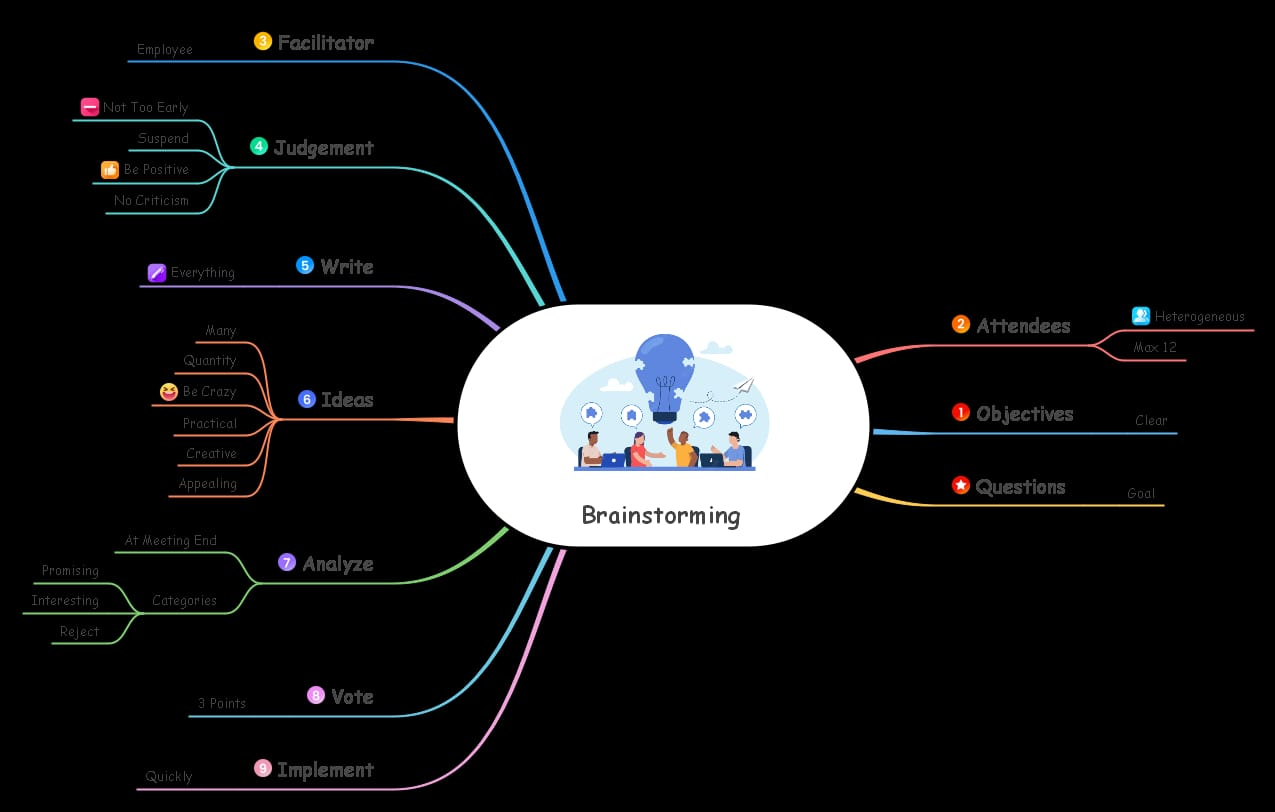 3 Facilitator
Employee
4 Judgement
Not Too Early
Suspend
Be Positive
No Criticism
5 Write
Everything
6 Ideas
Many
Quantity
Be Crazy
Practical
Creative
Appealing
7 Analyze
At Meeting End
Categories
Promising
Interesting
Reject
8 Vote
3 Points
9 Implement
Quickly
Brainstorming
2 Attendees
Heterogeneous
Max 12
1 Objectives
Clear
Questions
Goal